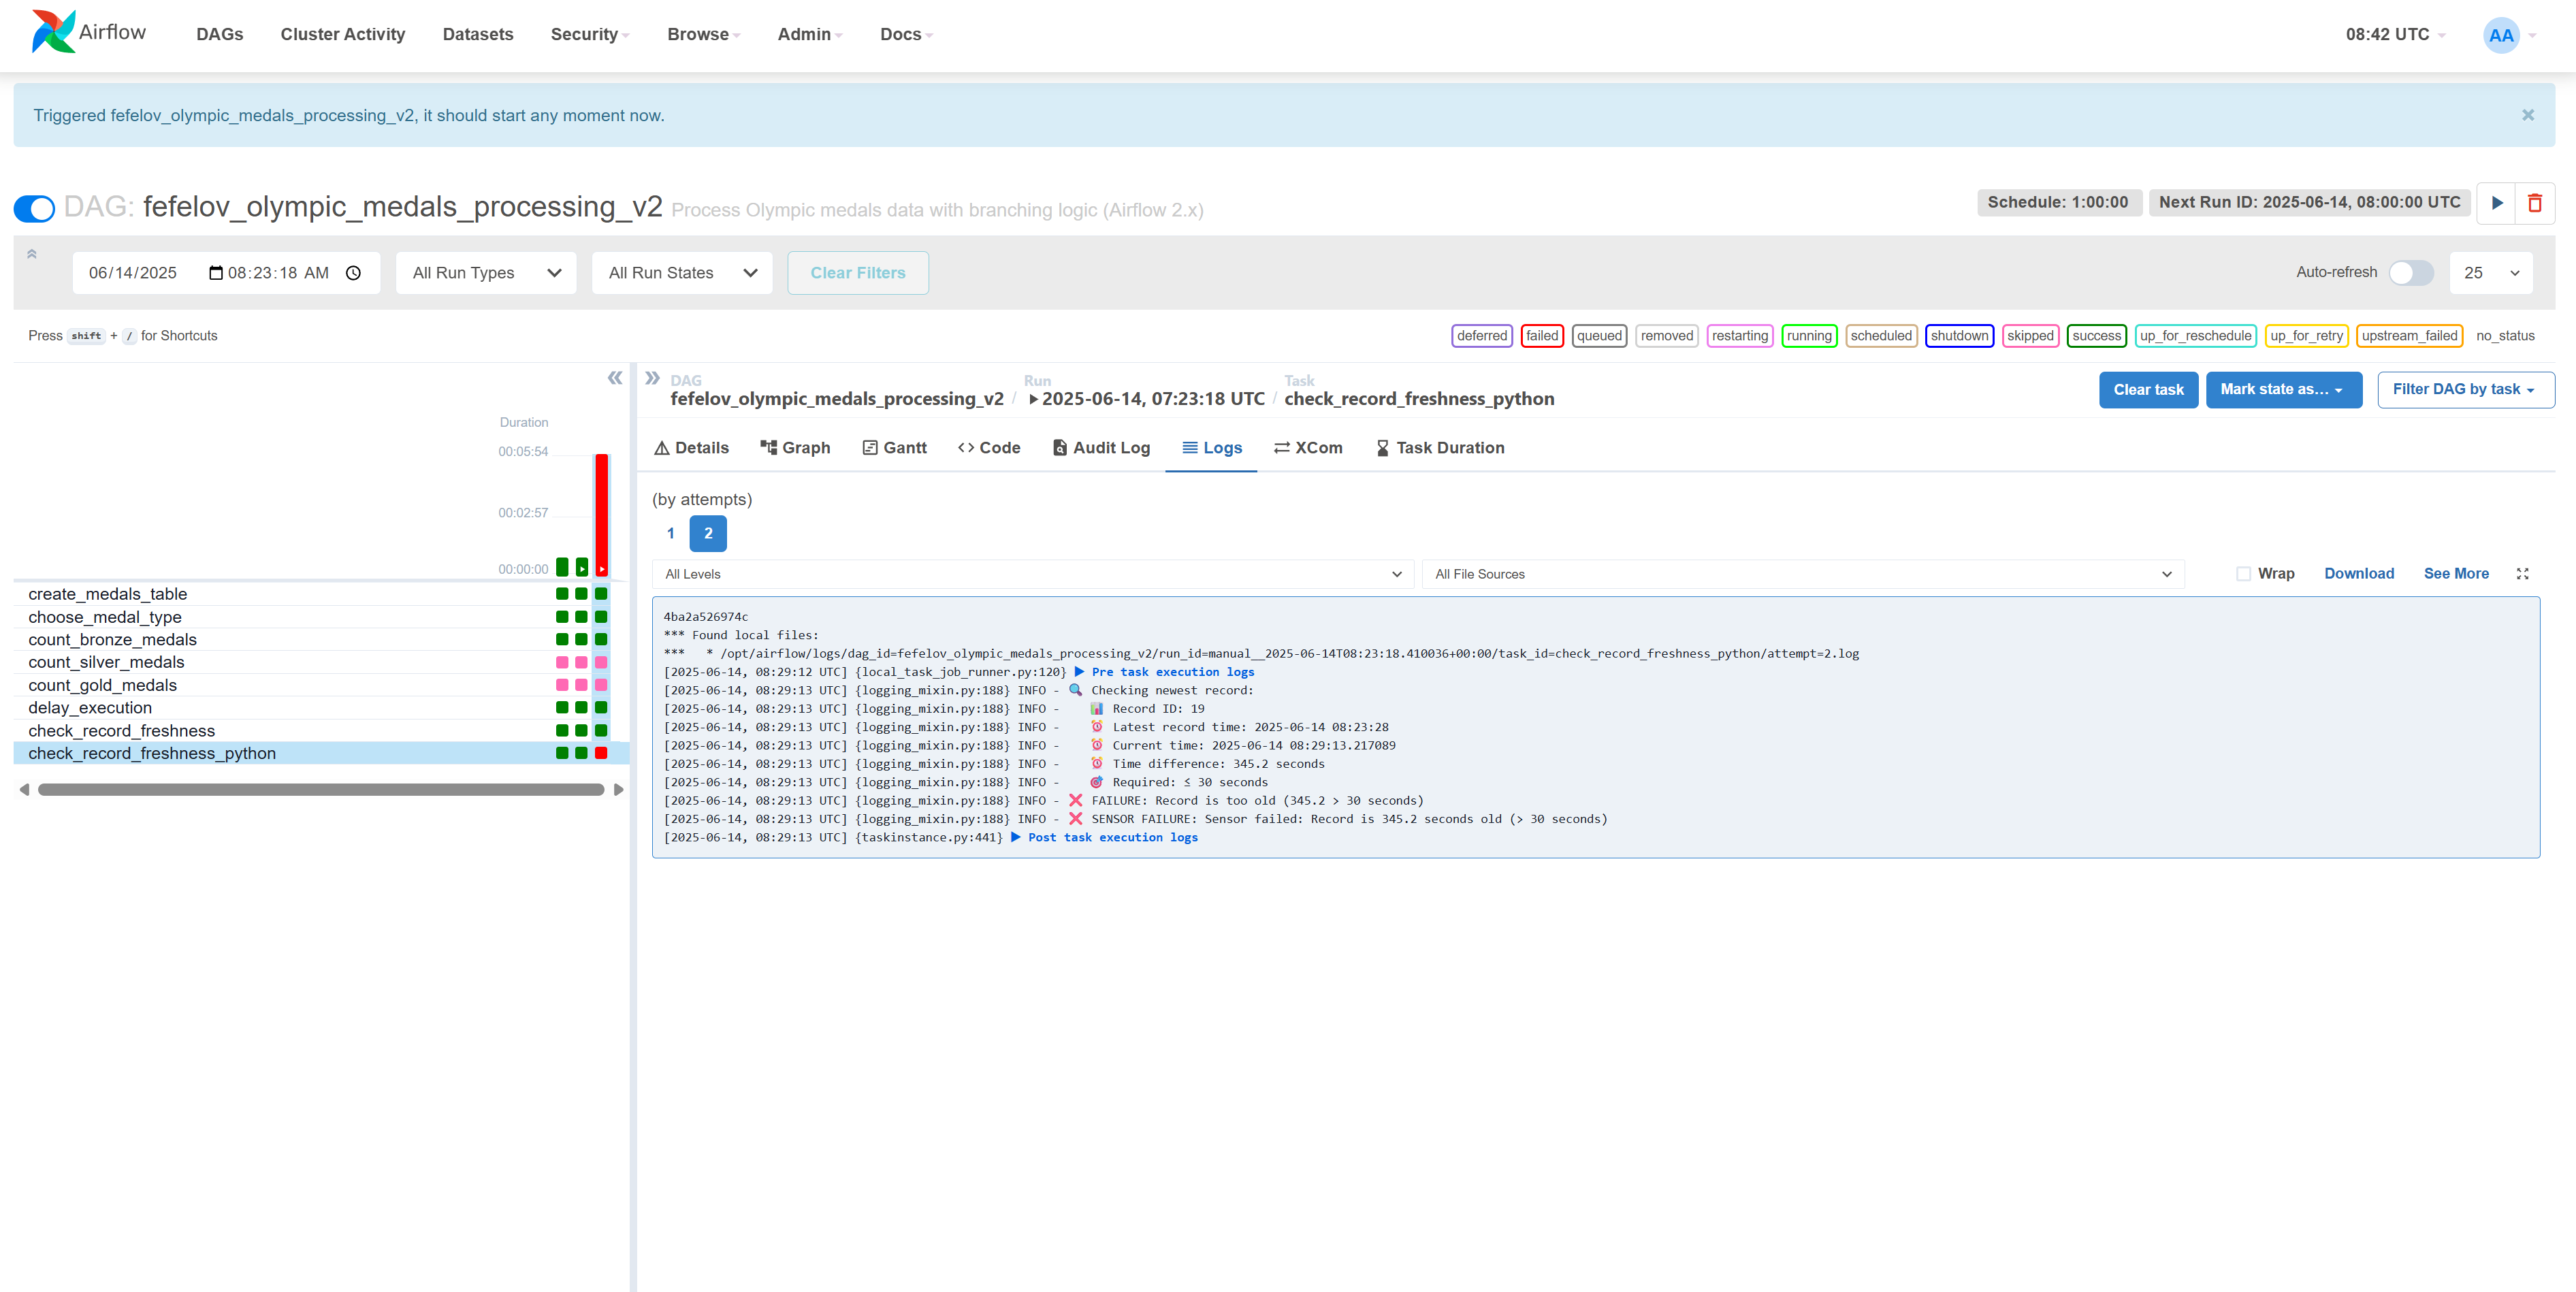 Airflow DAGs Cluster Activity Datasets Security Browse Admin Docs 08:42 UTC AA
Triggered fefelov_olympic_medals_processing_v2, it should start any moment now. ×
DAG: fefelov_olympic_medals_processing_v2 Process Olympic medals data with branching logic (Airflow 2.x) Schedule: 1:00:00 Next Run ID: 2025-06-14, 08:00:00 UTC
06/14/2025 08:23:18 AM All Run Types All Run States Clear Filters Auto-refresh 25
Press shift + / for Shortcuts deferred failed queued removed restarting running scheduled shutdown skipped success up_for_reschedule up_for_retry upstream_failed no_status
Duration
00:05:54
00:02:57
00:00:00
create_medals_table
choose_medal_type
count_bronze_medals
count_silver_medals
count_gold_medals
delay_execution
check_record_freshness
check_record_freshness_python
DAG Run Task
fefelov_olympic_medals_processing_v2 / 2025-06-14, 07:23:18 UTC / check_record_freshness_python
Clear task Mark state as... Filter DAG by task
Details Graph Gantt Code Audit Log Logs XCom Task Duration
(by attempts)
1 2
All Levels All File Sources Wrap Download See More
4ba2a526974c
*** Found local files:
***   * /opt/airflow/logs/dag_id=fefelov_olympic_medals_processing_v2/run_id=manual__2025-06-14T08:23:18.410036+00:00/task_id=check_record_freshness_python/attempt=2.log
[2025-06-14, 08:29:12 UTC] {local_task_job_runner.py:120} ▶ Pre task execution logs
[2025-06-14, 08:29:13 UTC] {logging_mixin.py:188} INFO - 🔍 Checking newest record:
[2025-06-14, 08:29:13 UTC] {logging_mixin.py:188} INFO -    📊 Record ID: 19
[2025-06-14, 08:29:13 UTC] {logging_mixin.py:188} INFO -    ⏰ Latest record time: 2025-06-14 08:23:28
[2025-06-14, 08:29:13 UTC] {logging_mixin.py:188} INFO -    ⏰ Current time: 2025-06-14 08:29:13.217089
[2025-06-14, 08:29:13 UTC] {logging_mixin.py:188} INFO -    ⏰ Time difference: 345.2 seconds
[2025-06-14, 08:29:13 UTC] {logging_mixin.py:188} INFO -    🎯 Required: ≤ 30 seconds
[2025-06-14, 08:29:13 UTC] {logging_mixin.py:188} INFO - ❌ FAILURE: Record is too old (345.2 > 30 seconds)
[2025-06-14, 08:29:13 UTC] {logging_mixin.py:188} INFO - ❌ SENSOR FAILURE: Sensor failed: Record is 345.2 seconds old (> 30 seconds)
[2025-06-14, 08:29:13 UTC] {taskinstance.py:441} ▶ Post task execution logs